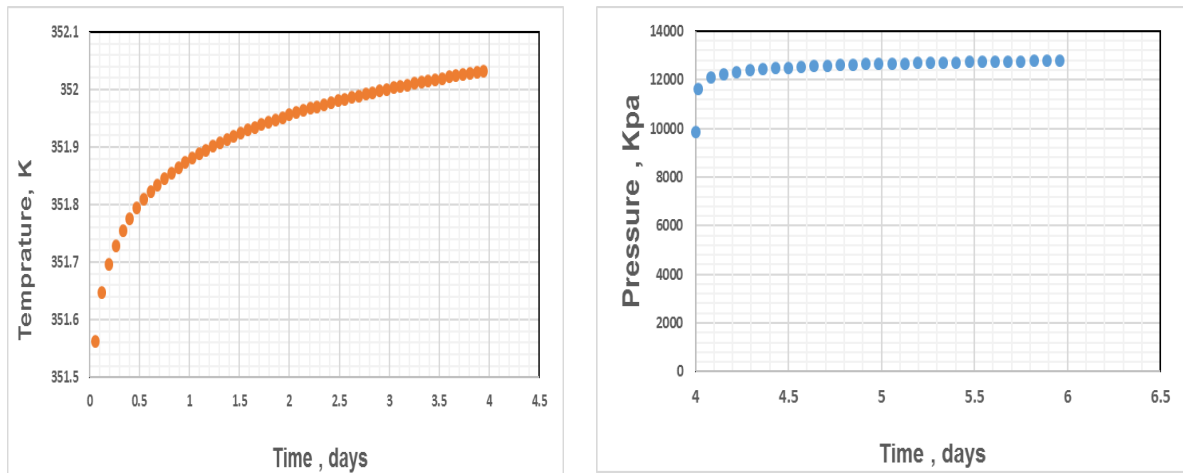 Temprature, K
352.1
352
351.9
351.8
351.7
351.6
351.5
0 0.5 1 1.5 2 2.5 3 3.5 4 4.5
Time , days
Pressure , Kpa
14000
12000
10000
8000
6000
4000
2000
0
4 4.5 5 5.5 6 6.5
Time , days